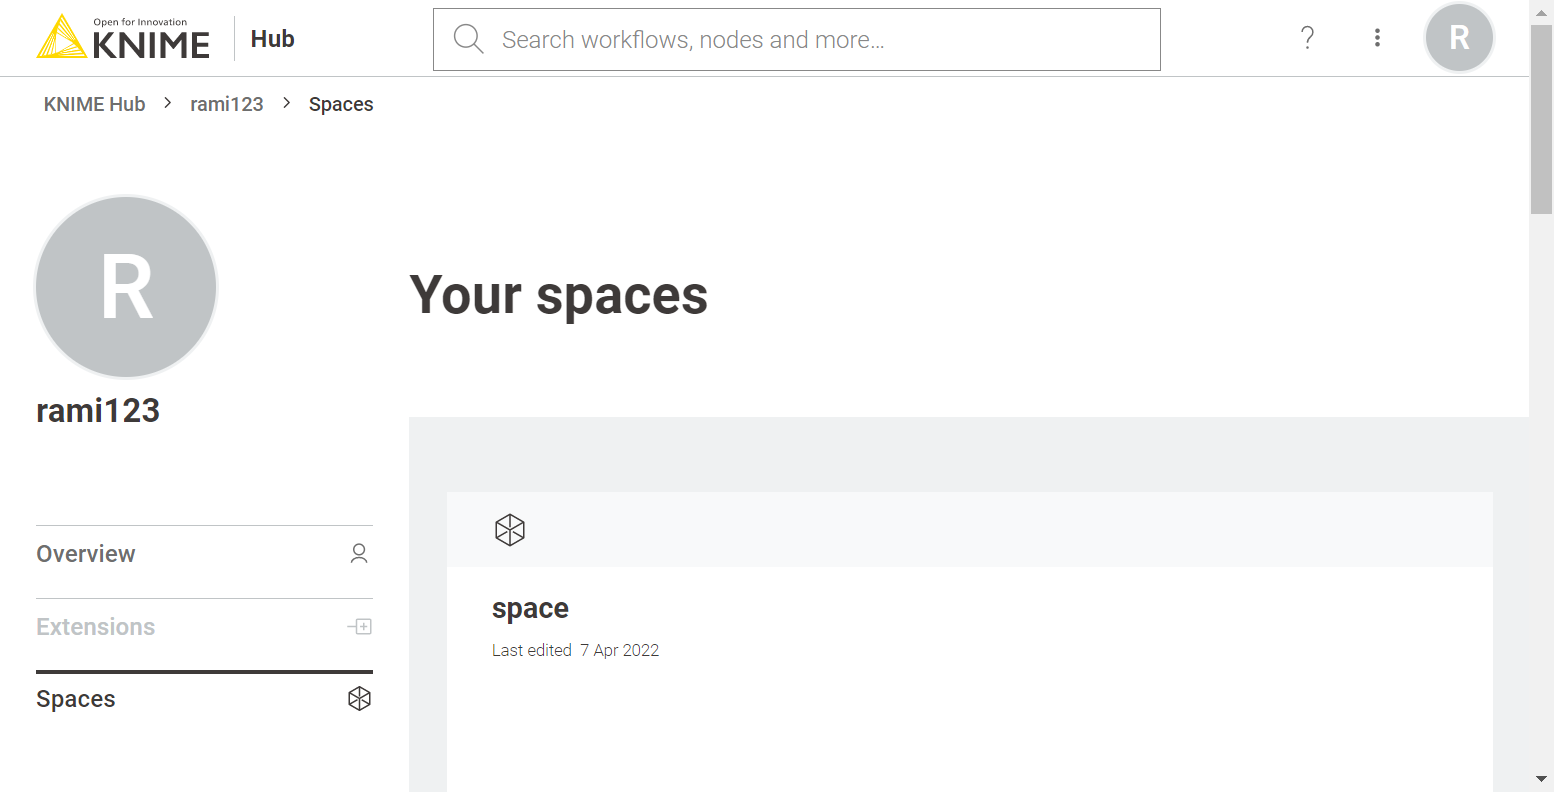 Open for Innovation
KNIME
Hub
Search workflows, nodes and more...
?
R
KNIME Hub > rami123 > Spaces
R
rami123
Your spaces
Overview
Extensions
Spaces
space
Last edited 7 Apr 2022